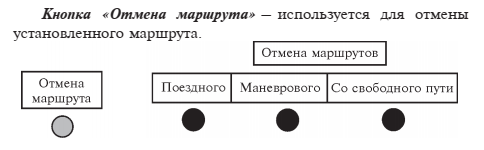 Кнопка «Отмена маршрута» – используется для отмены
установленного маршрута.
Отмена маршрутов
Отмена
маршрута
Поездного Маневрового Со свободного пути